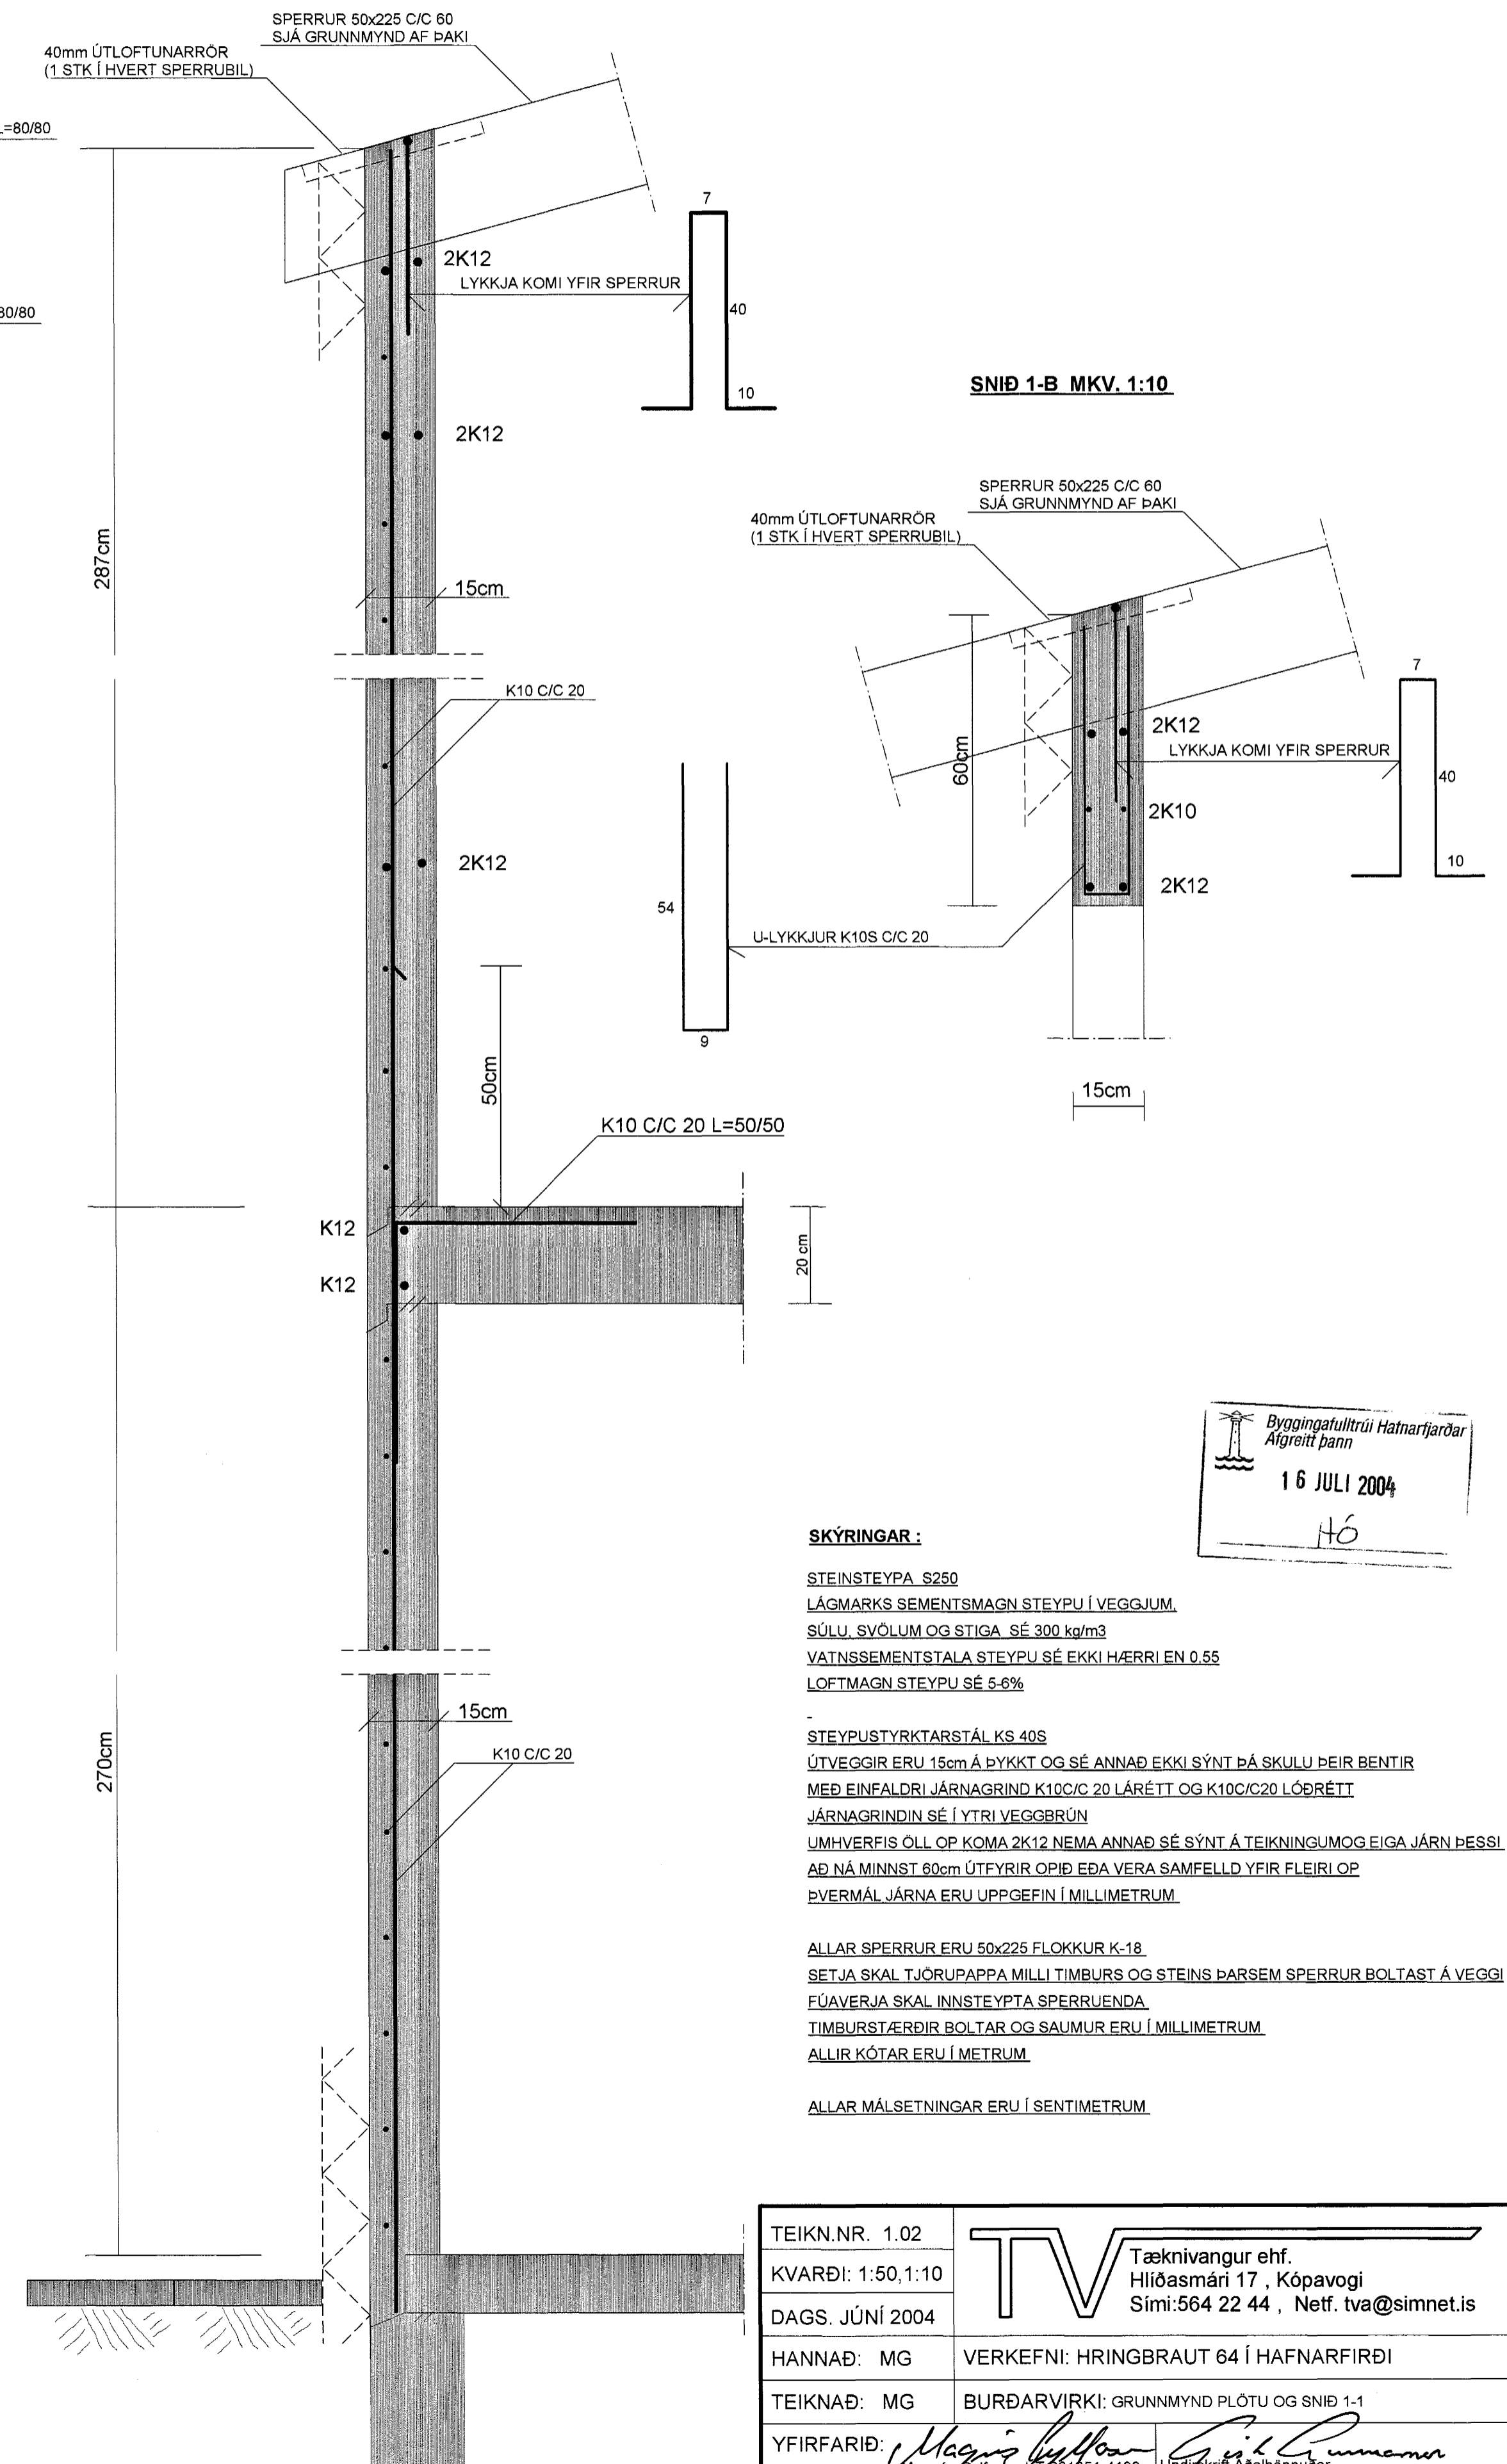 SPERRUR 50x225 C/C 60
SJÁ GRUNNMYND AF ÞAKI
40mm ÚTLOFTUNARRÖR
(1 STK Í HVERT SPERRUBIL)
L=80/80
7
2K12
LYKKJA KOMI YFIR SPERRUR
80/80
40
10
2K12
SNIÐ 1-B MKV. 1:10
SPERRUR 50x225 C/C 60
SJÁ GRUNNMYND AF ÞAKI
40mm ÚTLOFTUNARRÖR
(1 STK Í HVERT SPERRUBIL)
287cm
15cm
K10 C/C 20
7
2K12
LYKKJA KOMI YFIR SPERRUR
60cm
40
2K10
2K12
10
2K12
54
U-LYKKJUR K10S C/C 20
9
50cm
15cm
K10 C/C 20 L=50/50
K12
20 cm
K12
Byggingafulltrúi Hafnarfjarðar
Afgreitt þann
16 JULI 2004
HÓ
SKÝRINGAR :
STEINSTEYPA S250
LÁGMARKS SEMENTSMAGN STEYPU Í VEGGJUM,
SÚLU, SVÖLUM OG STIGA SÉ 300 kg/m3
VATNSSEMENTSTALA STEYPU SÉ EKKI HÆRRI EN 0,55
LOFTMAGN STEYPU SÉ 5-6%
-
STEYPUSTYRKTARSTÁL KS 40S
ÚTVEGGIR ERU 15cm Á ÞYKKT OG SÉ ANNAÐ EKKI SÝNT ÞÁ SKULU ÞEIR BENTIR
MEÐ EINFALDRI JÁRNAGRIND K10C/C 20 LÁRÉTT OG K10C/C20 LÓÐRÉTT
JÁRNAGRINDIN SÉ Í YTRI VEGGBRÚN
UMHVERFIS ÖLL OP KOMA 2K12 NEMA ANNAÐ SÉ SÝNT Á TEIKNINGUMOG EIGA JÁRN ÞESSI
AÐ NÁ MINNST 60cm ÚTFYRIR OPIÐ EÐA VERA SAMFELLD YFIR FLEIRI OP
ÞVERMÁL JÁRNA ERU UPPGEFIN Í MILLIMETRUM
ALLAR SPERRUR ERU 50x225 FLOKKUR K-18
SETJA SKAL TJÖRUPAPPA MILLI TIMBURS OG STEINS ÞARSEM SPERRUR BOLTAST Á VEGGI
FÚAVERJA SKAL INNSTEYPTA SPERRUENDA
TIMBURSTÆRÐIR BOLTAR OG SAUMUR ERU Í MILLIMETRUM
ALLIR KÓTAR ERU Í METRUM
ALLAR MÁLSETNINGAR ERU Í SENTIMETRUM
15cm
K10 C/C 20
270cm
TEIKN.NR. 1.02
KVARÐI: 1:50,1:10
DAGS. JÚNÍ 2004
HANNAÐ: MG
TEIKNAÐ: MG
YFIRFARIÐ:
TV
Tæknivangur ehf.
Hlíðasmári 17 , Kópavogi
Sími:564 22 44 , Netf. tva@simnet.is
VERKEFNI: HRINGBRAUT 64 Í HAFNARFIRÐI
BURÐARVIRKI: GRUNNMYND PLÖTU OG SNIÐ 1-1